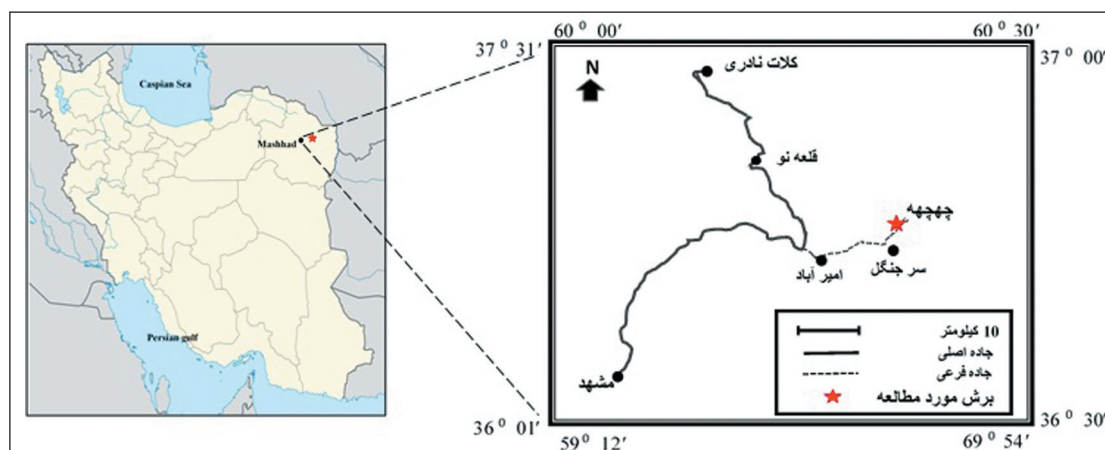 Caspian Sea
Mashhad
Persian gulf
60 ° 00′
60 ° 30′
37 ° 31′
37 ° 00′
N
کلات نادری
قلعه نو
چهچهه
سر جنگل
امیر آباد
مشهد
10 کیلومتر
جاده اصلی
جاده فرعی
برش مورد مطالعه
36 ° 01′
36 ° 30′
59 ° 12′
69 ° 54′